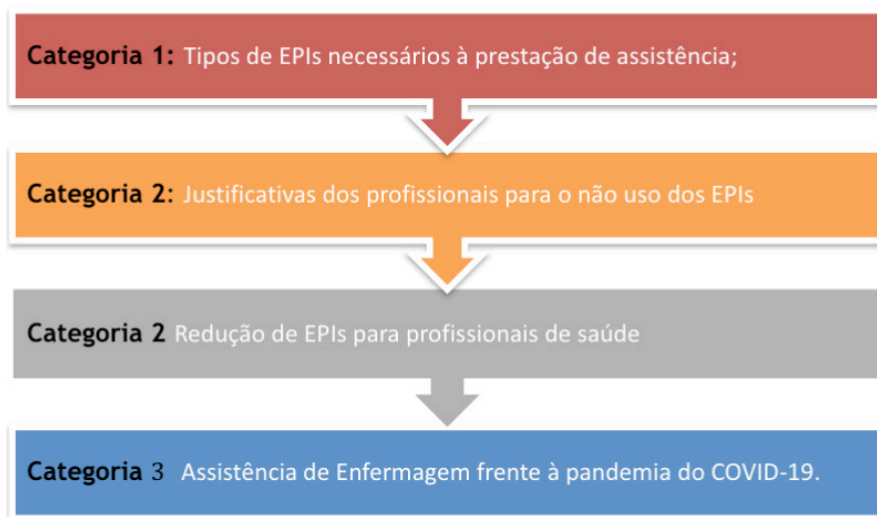 Categoria 1: Tipos de EPIs necessários à prestação de assistência;
Categoria 2: Justificativas dos profissionais para o não uso dos EPIs
Categoria 2 Redução de EPIs para profissionais de saúde
Categoria 3 Assistência de Enfermagem frente à pandemia do COVID-19.